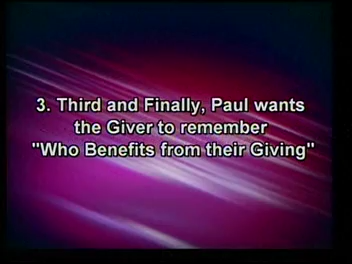 3. Third and Finally, Paul wants
the Giver to remember
"Who Benefits from their Giving"